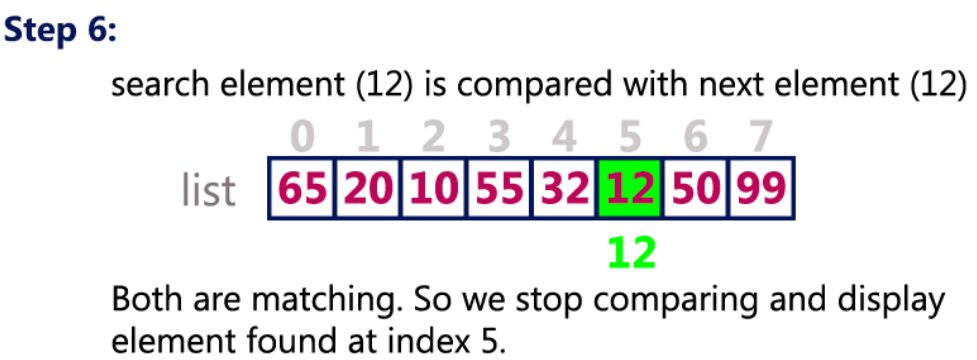 Step 6:
search element (12) is compared with next element (12)
0 1 2 3 4 5 6 7
list 65 20 10 55 32 12 50 99
12
Both are matching. So we stop comparing and display
element found at index 5.